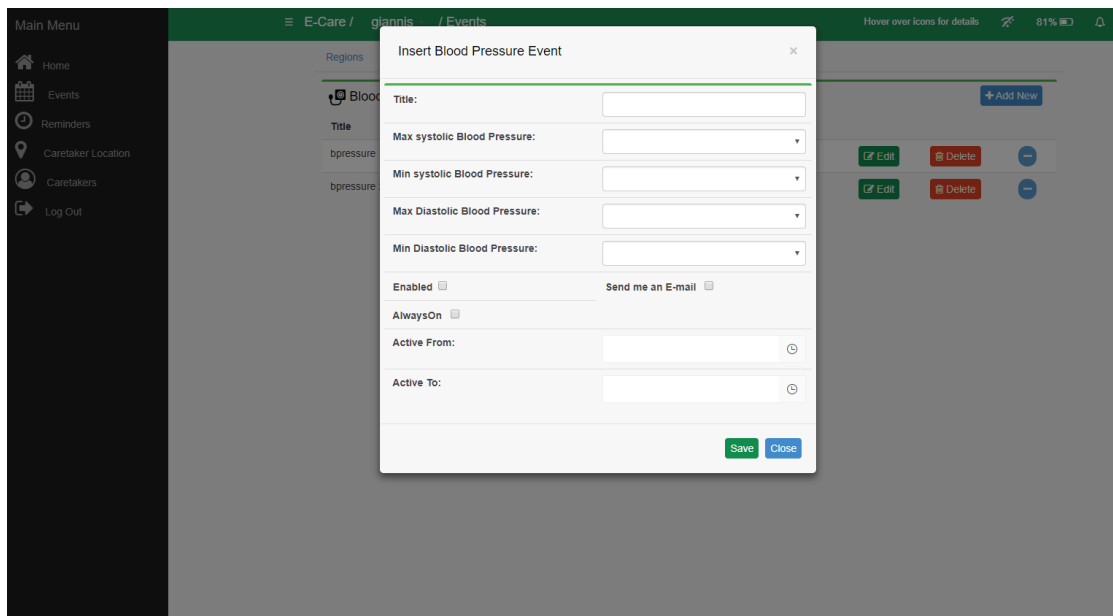 Main Menu
E-Care / giannis / Events
Hover over icons for details
81%
Home
Events
Reminders
Caretaker Location
Caretakers
Log Out
Regions
Blood
+Add New
Title
bpressure
Edit
Delete
bpressure
Edit
Delete
Insert Blood Pressure Event
×
Title:
Max systolic Blood Pressure:
Min systolic Blood Pressure:
Max Diastolic Blood Pressure:
Min Diastolic Blood Pressure:
Enabled
Send me an E-mail
AlwaysOn
Active From:
Active To:
Save
Close